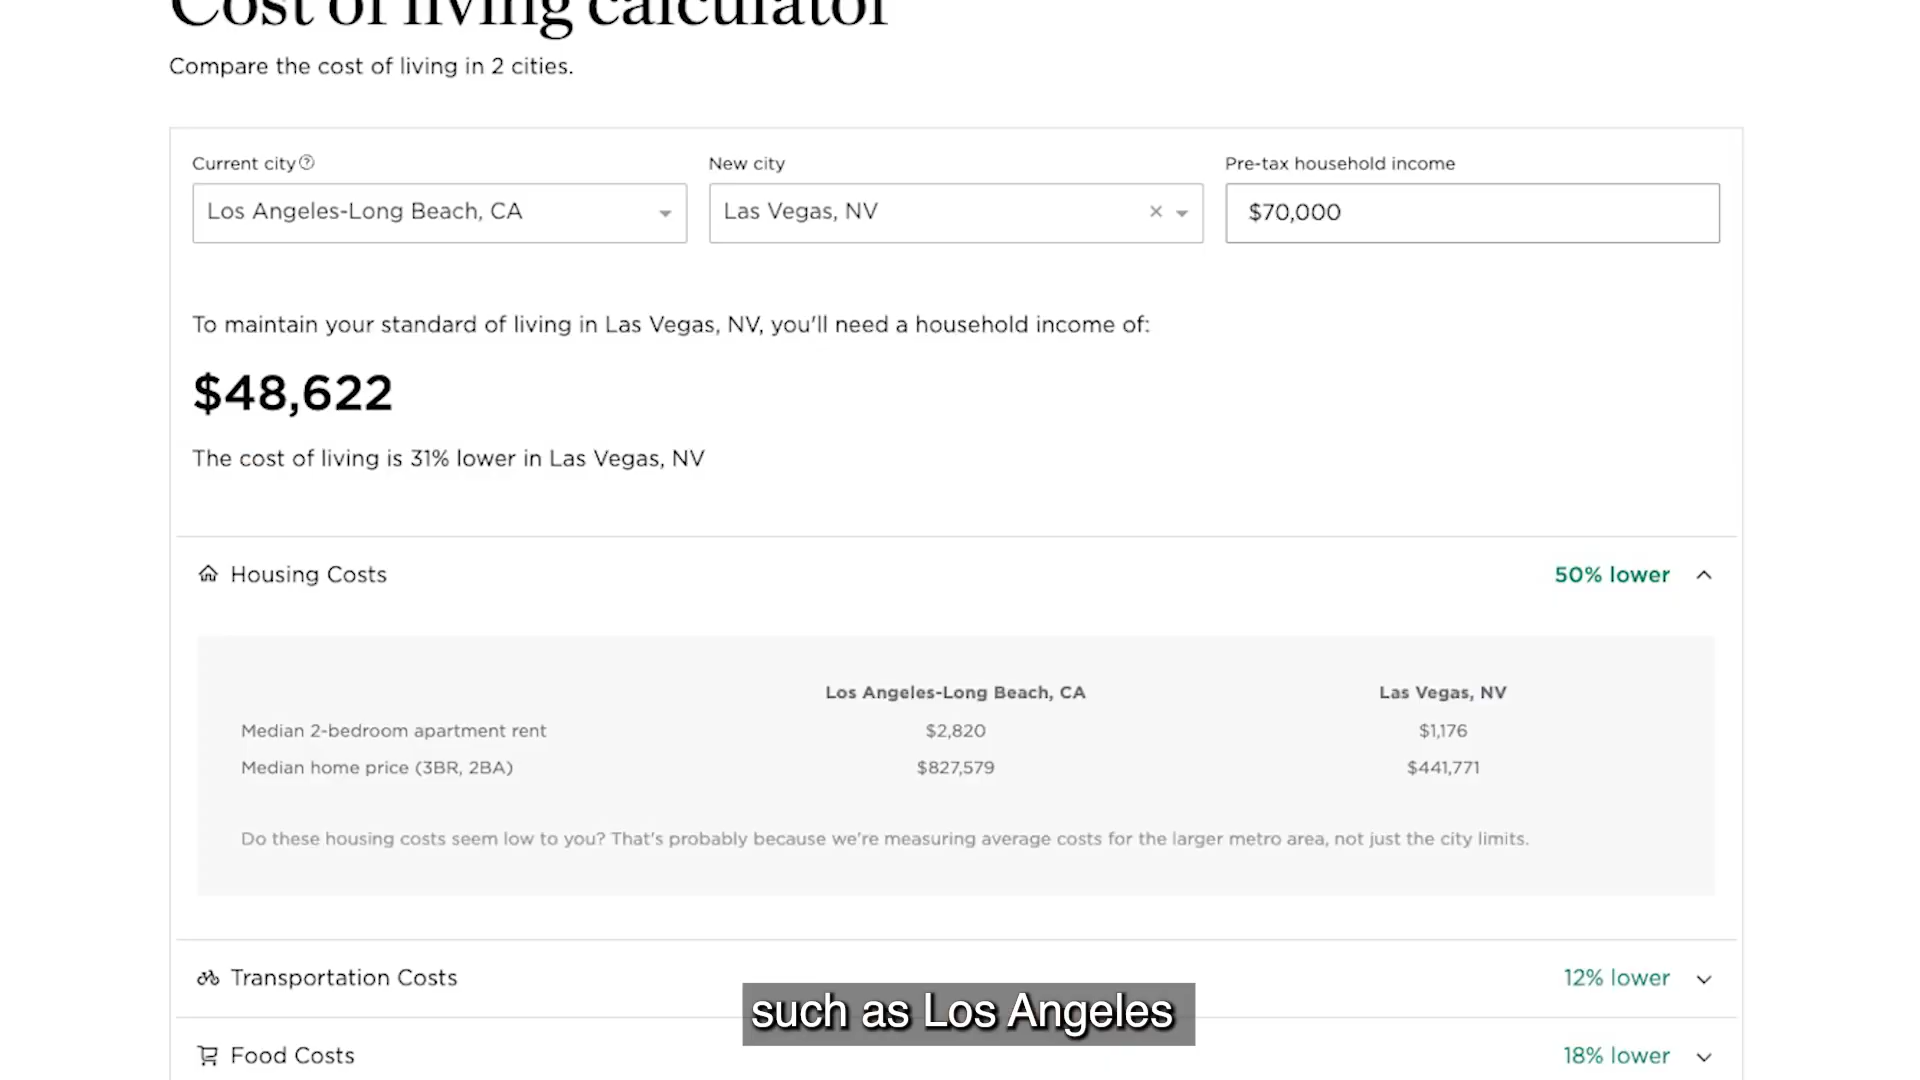 Cost of living calculator
Compare the cost of living in 2 cities.
Current city
New city
Pre-tax household income
Los Angeles-Long Beach, CA
Las Vegas, NV
$70,000
To maintain your standard of living in Las Vegas, NV, you'll need a household income of:
$48,622
The cost of living is 31% lower in Las Vegas, NV
Housing Costs
50% lower
Los Angeles-Long Beach, CA
Las Vegas, NV
Median 2-bedroom apartment rent
$2,820
$1,176
Median home price (3BR, 2BA)
$827,579
$441,771
Do these housing costs seem low to you? That's probably because we're measuring average costs for the larger metro area, not just the city limits.
Transportation Costs
12% lower
such as Los Angeles
Food Costs
18% lower